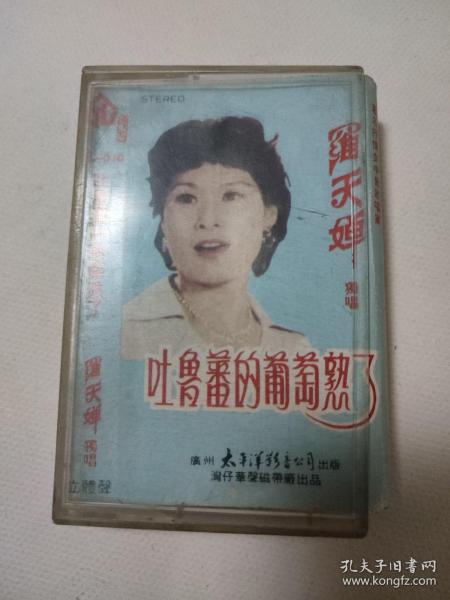 STEREO
羅天嬋
獨唱
吐魯蕃的葡萄熟了
廣州 太平洋影音公司 出版
灣仔華聲磁帶廠出品
羅天嬋 獨唱
立體聲
孔夫子旧书网
www.kongfz.com